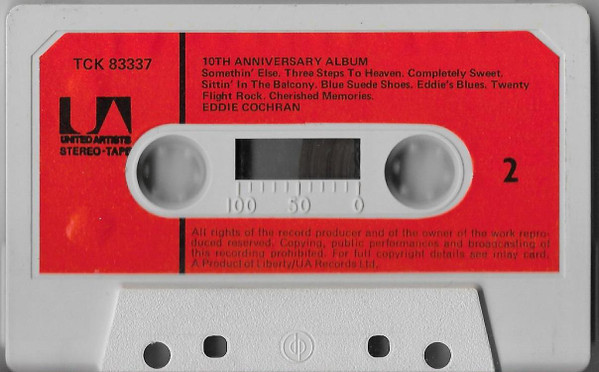 TCK 83337
10TH ANNIVERSARY ALBUM
Somethin' Else. Three Steps To Heaven. Completely Sweet.
Sittin' In The Balcony. Blue Suede Shoes. Eddie's Blues. Twenty
Flight Rock. Cherished Memories.
EDDIE COCHRAN
UA
UNITED ARTISTS
STEREO-TAPE
2
100 50 0
All rights of the record producer and of the owner of the work repro-
duced reserved. Copying, public performances and broadcasting of
this recording prohibited. For full copyright details see inlay card.
A Product of Liberty/UA Records Ltd.